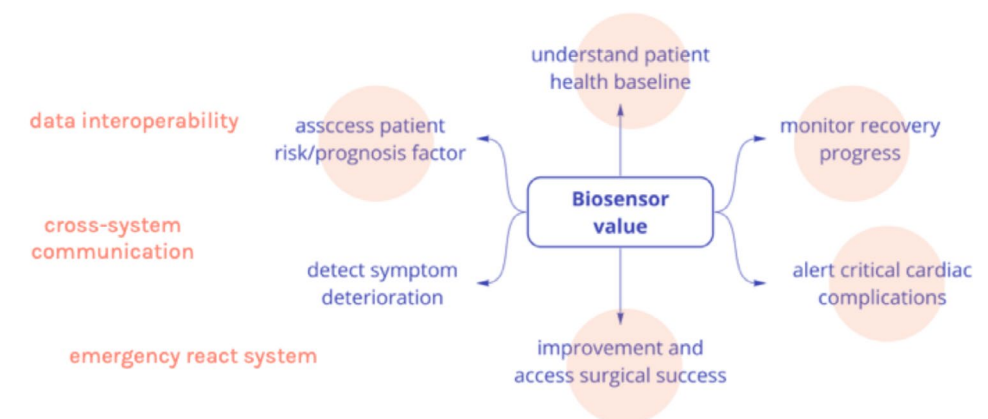 understand patient
health baseline
data interoperability
assccess patient
risk/prognosis factor
monitor recovery
progress
Biosensor
value
cross-system
communication
detect symptom
deterioration
alert critical cardiac
complications
emergency react system
improvement and
access surgical success